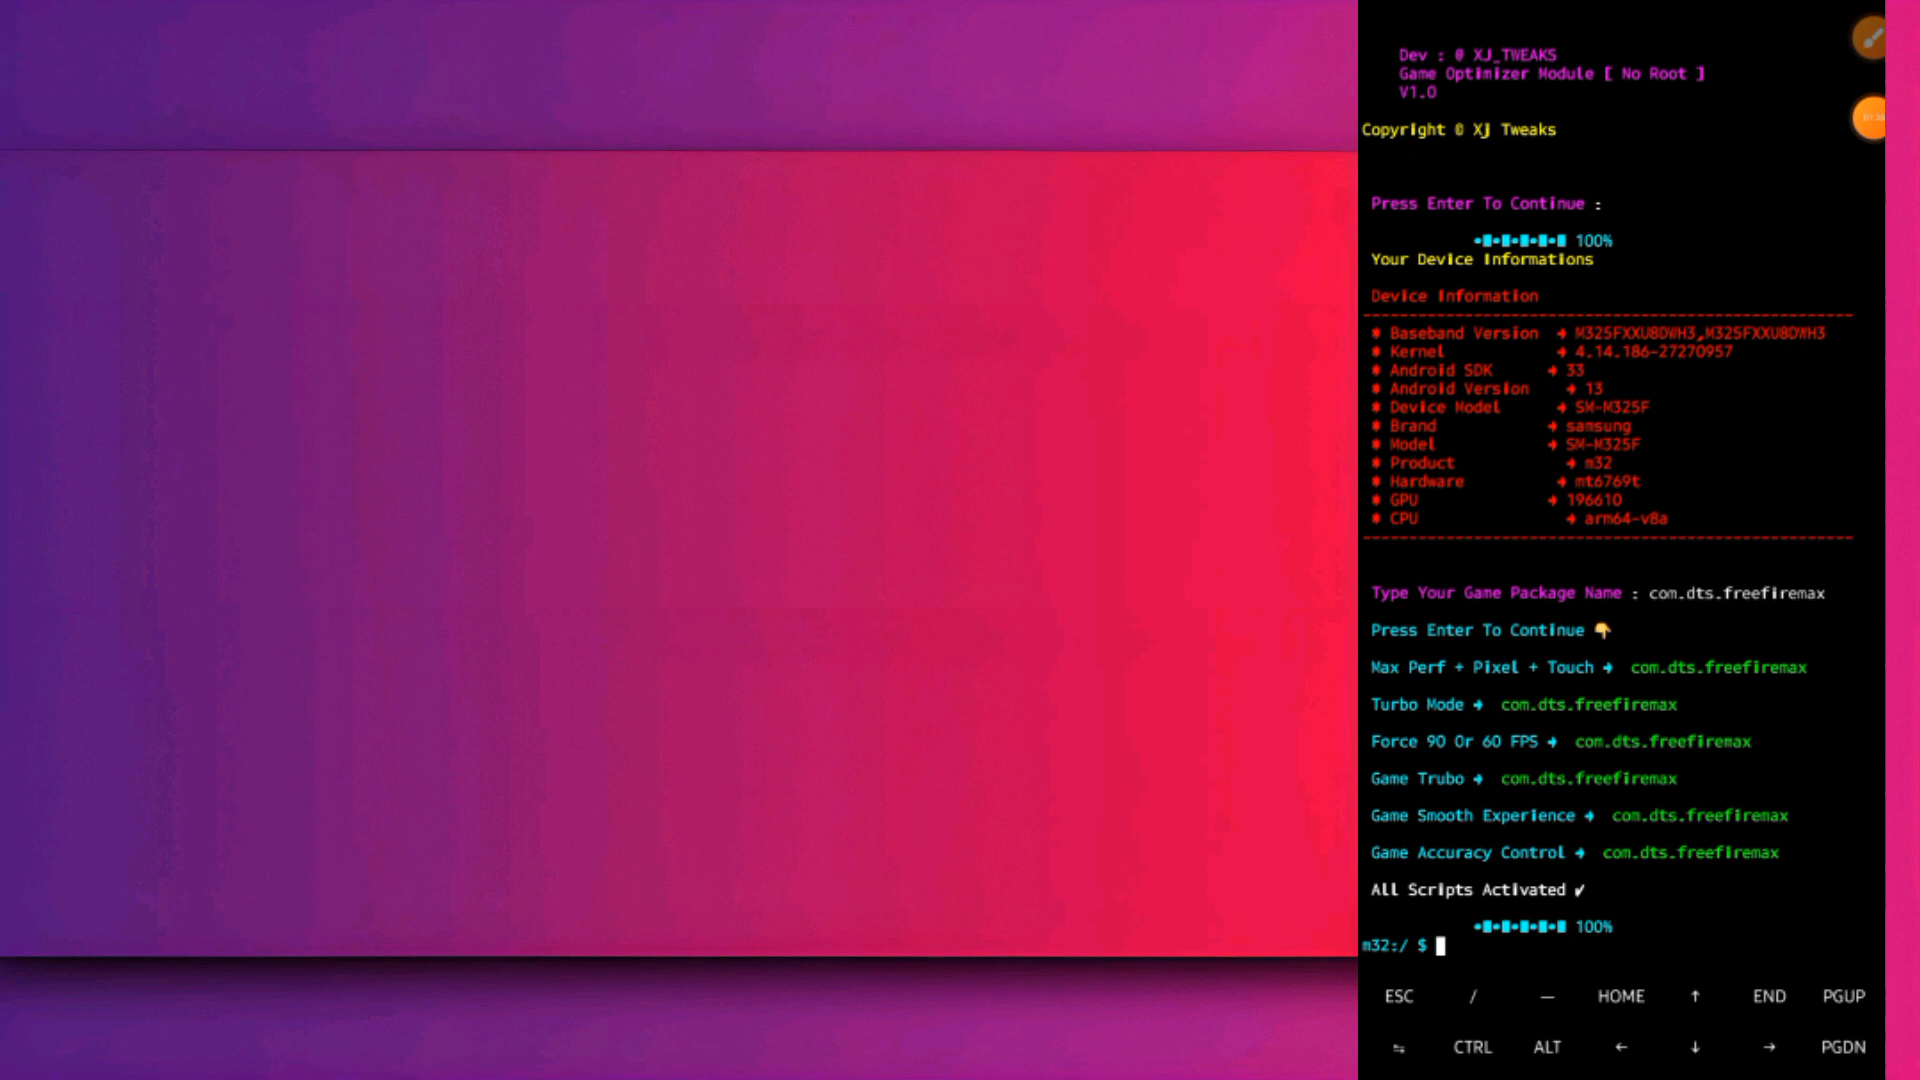 Dev : @ XJ_TWEAKS
Game Optimizer Module [ No Root ]
V1.0
Copyright @ Xj Tweaks
Press Enter To Continue :
100%
Your Device Informations
Device Information
* Baseband Version → M325FXXU8DWH3,M325FXXU8DWH3
* Kernel → 4.14.186-27270957
* Android SDK → 33
* Android Version → 13
* Device Model → SM-M325F
* Brand → samsung
* Model → SM-M325F
* Product → m32
* Hardware → mt6769t
* GPU → 196610
* CPU → arm64-v8a
Type Your Game Package Name : com.dts.freefiremax
Press Enter To Continue 👇
Max Perf + Pixel + Touch → com.dts.freefiremax
Turbo Mode → com.dts.freefiremax
Force 90 Or 60 FPS → com.dts.freefiremax
Game Trubo → com.dts.freefiremax
Game Smooth Experience → com.dts.freefiremax
Game Accuracy Control → com.dts.freefiremax
All Scripts Activated ✓
100%
m32:/ $
ESC / — HOME ↑ END PGUP
⇆ CTRL ALT ← ↓ → PGDN